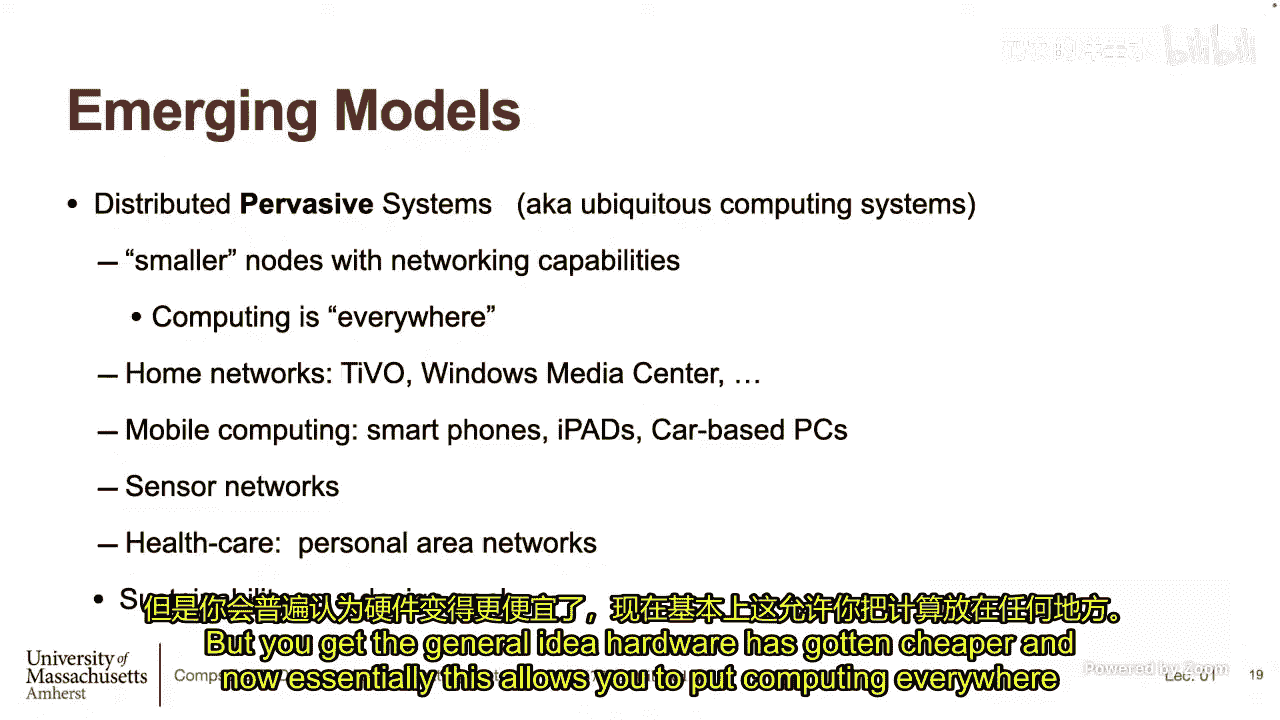 Emerging Models
• Distributed Pervasive Systems (aka ubiquitous computing systems)
– “smaller” nodes with networking capabilities
• Computing is “everywhere”
– Home networks: TiVO, Windows Media Center, …
– Mobile computing: smart phones, iPADs, Car-based PCs
– Sensor networks
– Health-care: personal area networks
但是你会普遍认为硬件变得更便宜了，现在基本上这允许你把计算放在任何地方。
But you get the general idea hardware has gotten cheaper and
now essentially this allows you to put computing everywhere
University of
Massachusetts
Amherst
Powered by Zoom
Lec. 01
19
bilibili